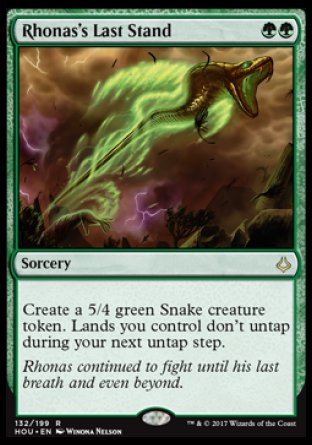 Rhonas's Last Stand
Sorcery
Create a 5/4 green Snake creature
token. Lands you control don't untap
during your next untap step.
Rhonas continued to fight until his last
breath and even beyond.
132/199 R
HOU • EN Winona Nelson
™ & © 2017 Wizards of the Coast